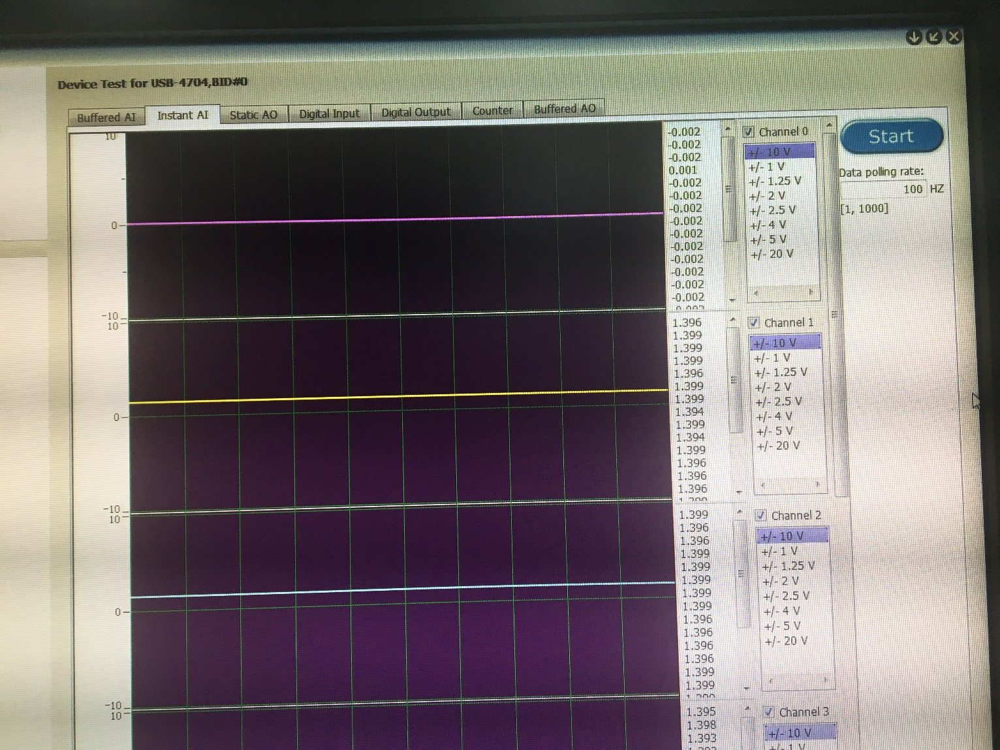 Device Test for USB-4704,BID#0
Buffered AI Instant AI Static AO Digital Input Digital Output Counter Buffered AO
10
0
-10
-0.002
-0.002
-0.002
0.001
-0.002
-0.002
-0.002
-0.002
-0.002
-0.002
-0.002
-0.002
-0.002
-0.002
Channel 0
+/- 10 V
+/- 1 V
+/- 1.25 V
+/- 2 V
+/- 2.5 V
+/- 4 V
+/- 5 V
+/- 20 V
Start
Data polling rate:
100 HZ
[1, 1000]
10
0
-10
1.396
1.399
1.399
1.399
1.396
1.399
1.399
1.394
1.399
1.394
1.399
1.396
1.396
1.396
Channel 1
+/- 10 V
+/- 1 V
+/- 1.25 V
+/- 2 V
+/- 2.5 V
+/- 4 V
+/- 5 V
+/- 20 V
10
0
-10
1.399
1.396
1.396
1.399
1.399
1.399
1.399
1.399
1.396
1.396
1.396
1.396
1.399
1.399
Channel 2
+/- 10 V
+/- 1 V
+/- 1.25 V
+/- 2 V
+/- 2.5 V
+/- 4 V
+/- 5 V
+/- 20 V
10
1.395
1.398
1.393
Channel 3
+/- 10 V
+/- 1 V